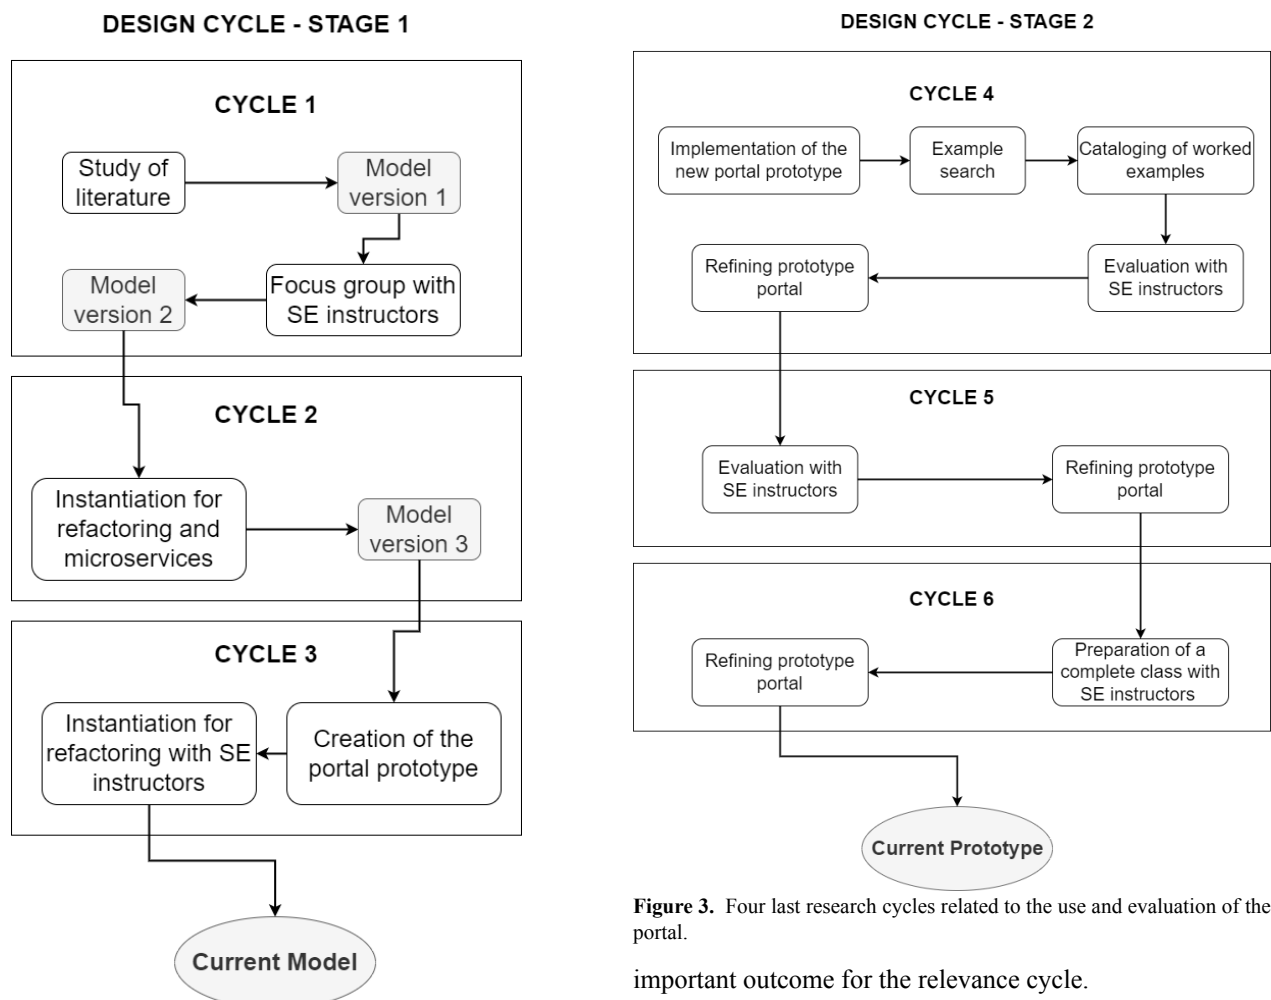 DESIGN CYCLE - STAGE 1
CYCLE 1
Study of
literature
Model
version 1
Focus group with
SE instructors
Model
version 2
CYCLE 2
Instantiation for
refactoring and
microservices
Model
version 3
CYCLE 3
Creation of the
portal prototype
Instantiation for
refactoring with SE
instructors
Current Model
DESIGN CYCLE - STAGE 2
CYCLE 4
Implementation of the
new portal prototype
Example
search
Cataloging of worked
examples
Evaluation with
SE instructors
Refining prototype
portal
CYCLE 5
Evaluation with
SE instructors
Refining prototype
portal
CYCLE 6
Preparation of a
complete class with
SE instructors
Refining prototype
portal
Current Prototype
Figure 3. Four last research cycles related to the use and evaluation of the
portal.
important outcome for the relevance cycle.